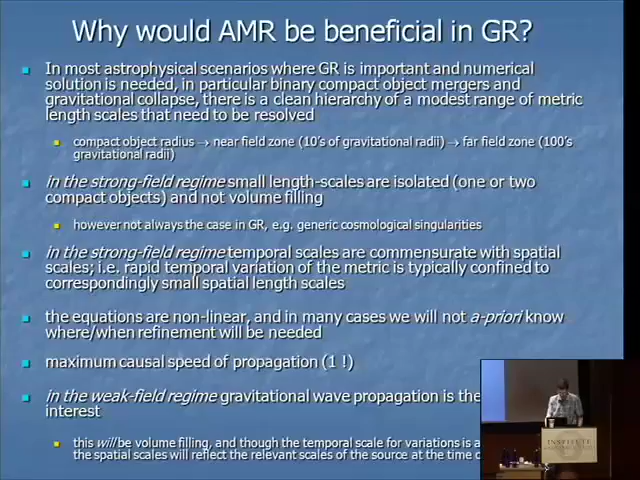 Why would AMR be beneficial in GR?
In most astrophysical scenarios where GR is important and numerical
solution is needed, in particular binary compact object mergers and
gravitational collapse, there is a clean hierarchy of a modest range of metric
length scales that need to be resolved
compact object radius → near field zone (10's of gravitational radii) → far field zone (100's
gravitational radii)
in the strong-field regime small length-scales are isolated (one or two
compact objects) and not volume filling
however not always the case in GR, e.g. generic cosmological singularities
in the strong-field regime temporal scales are commensurate with spatial
scales; i.e. rapid temporal variation of the metric is typically confined to
correspondingly small spatial length scales
the equations are non-linear, and in many cases we will not a-priori know
where/when refinement will be needed
maximum causal speed of propagation (1 !)
in the weak-field regime gravitational wave propagation is the
interest
this will be volume filling, and though the temporal scale for variations is a
the spatial scales will reflect the relevant scales of the source at the time
INSTITUTE